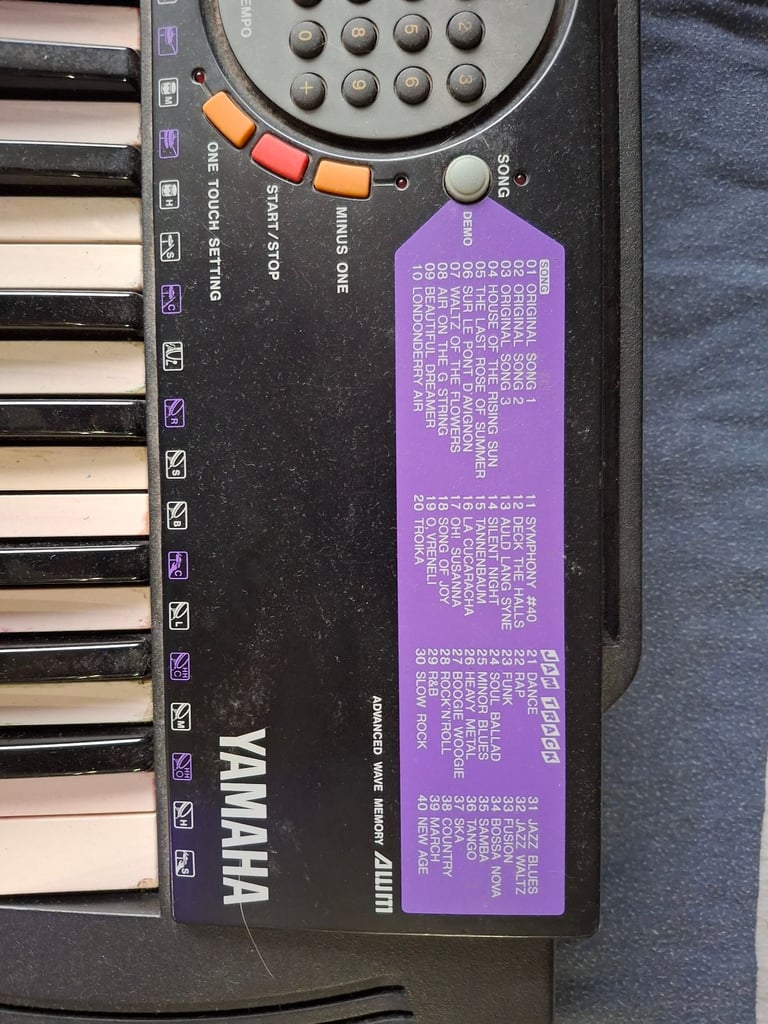 TEMPO
0 8 5 2
+ 9 6 3
SONG
DEMO
MINUS ONE
START/STOP
ONE TOUCH SETTING
SONG
01 ORIGINAL SONG 1
02 ORIGINAL SONG 2
03 ORIGINAL SONG 3
04 HOUSE OF THE RISING SUN
05 THE LAST ROSE OF SUMMER
06 SUR LE PONT D'AVIGNON
07 WALTZ OF THE FLOWERS
08 AIR ON THE G STRING
09 BEAUTIFUL DREAMER
10 LONDONDERRY AIR
11 SYMPHONY #40
12 DECK THE HALLS
13 AULD LANG SYNE
14 SILENT NIGHT
15 TANNENBAUM
16 LA CUCARACHA
17 OH! SUSANNA
18 SONG OF JOY
19 O VRENELI
20 TROIKA
JAM TRACK
21 DANCE
22 RAP
23 FUNK
24 SOUL BALLAD
25 MINOR BLUES
26 HEAVY METAL
27 BOOGIE WOOGIE
28 ROCK'N'ROLL
29 R&B
30 SLOW ROCK
31 JAZZ BLUES
32 JAZZ WALTZ
33 FUSION
34 BOSSA NOVA
35 SAMBA
36 TANGO
37 SKA
38 COUNTRY
39 MARCH
40 NEW AGE
ADVANCED WAVE MEMORY AWM
YAMAHA
M
H
S
C
R
S
B
C
L
HH C
M
HH O
H
S